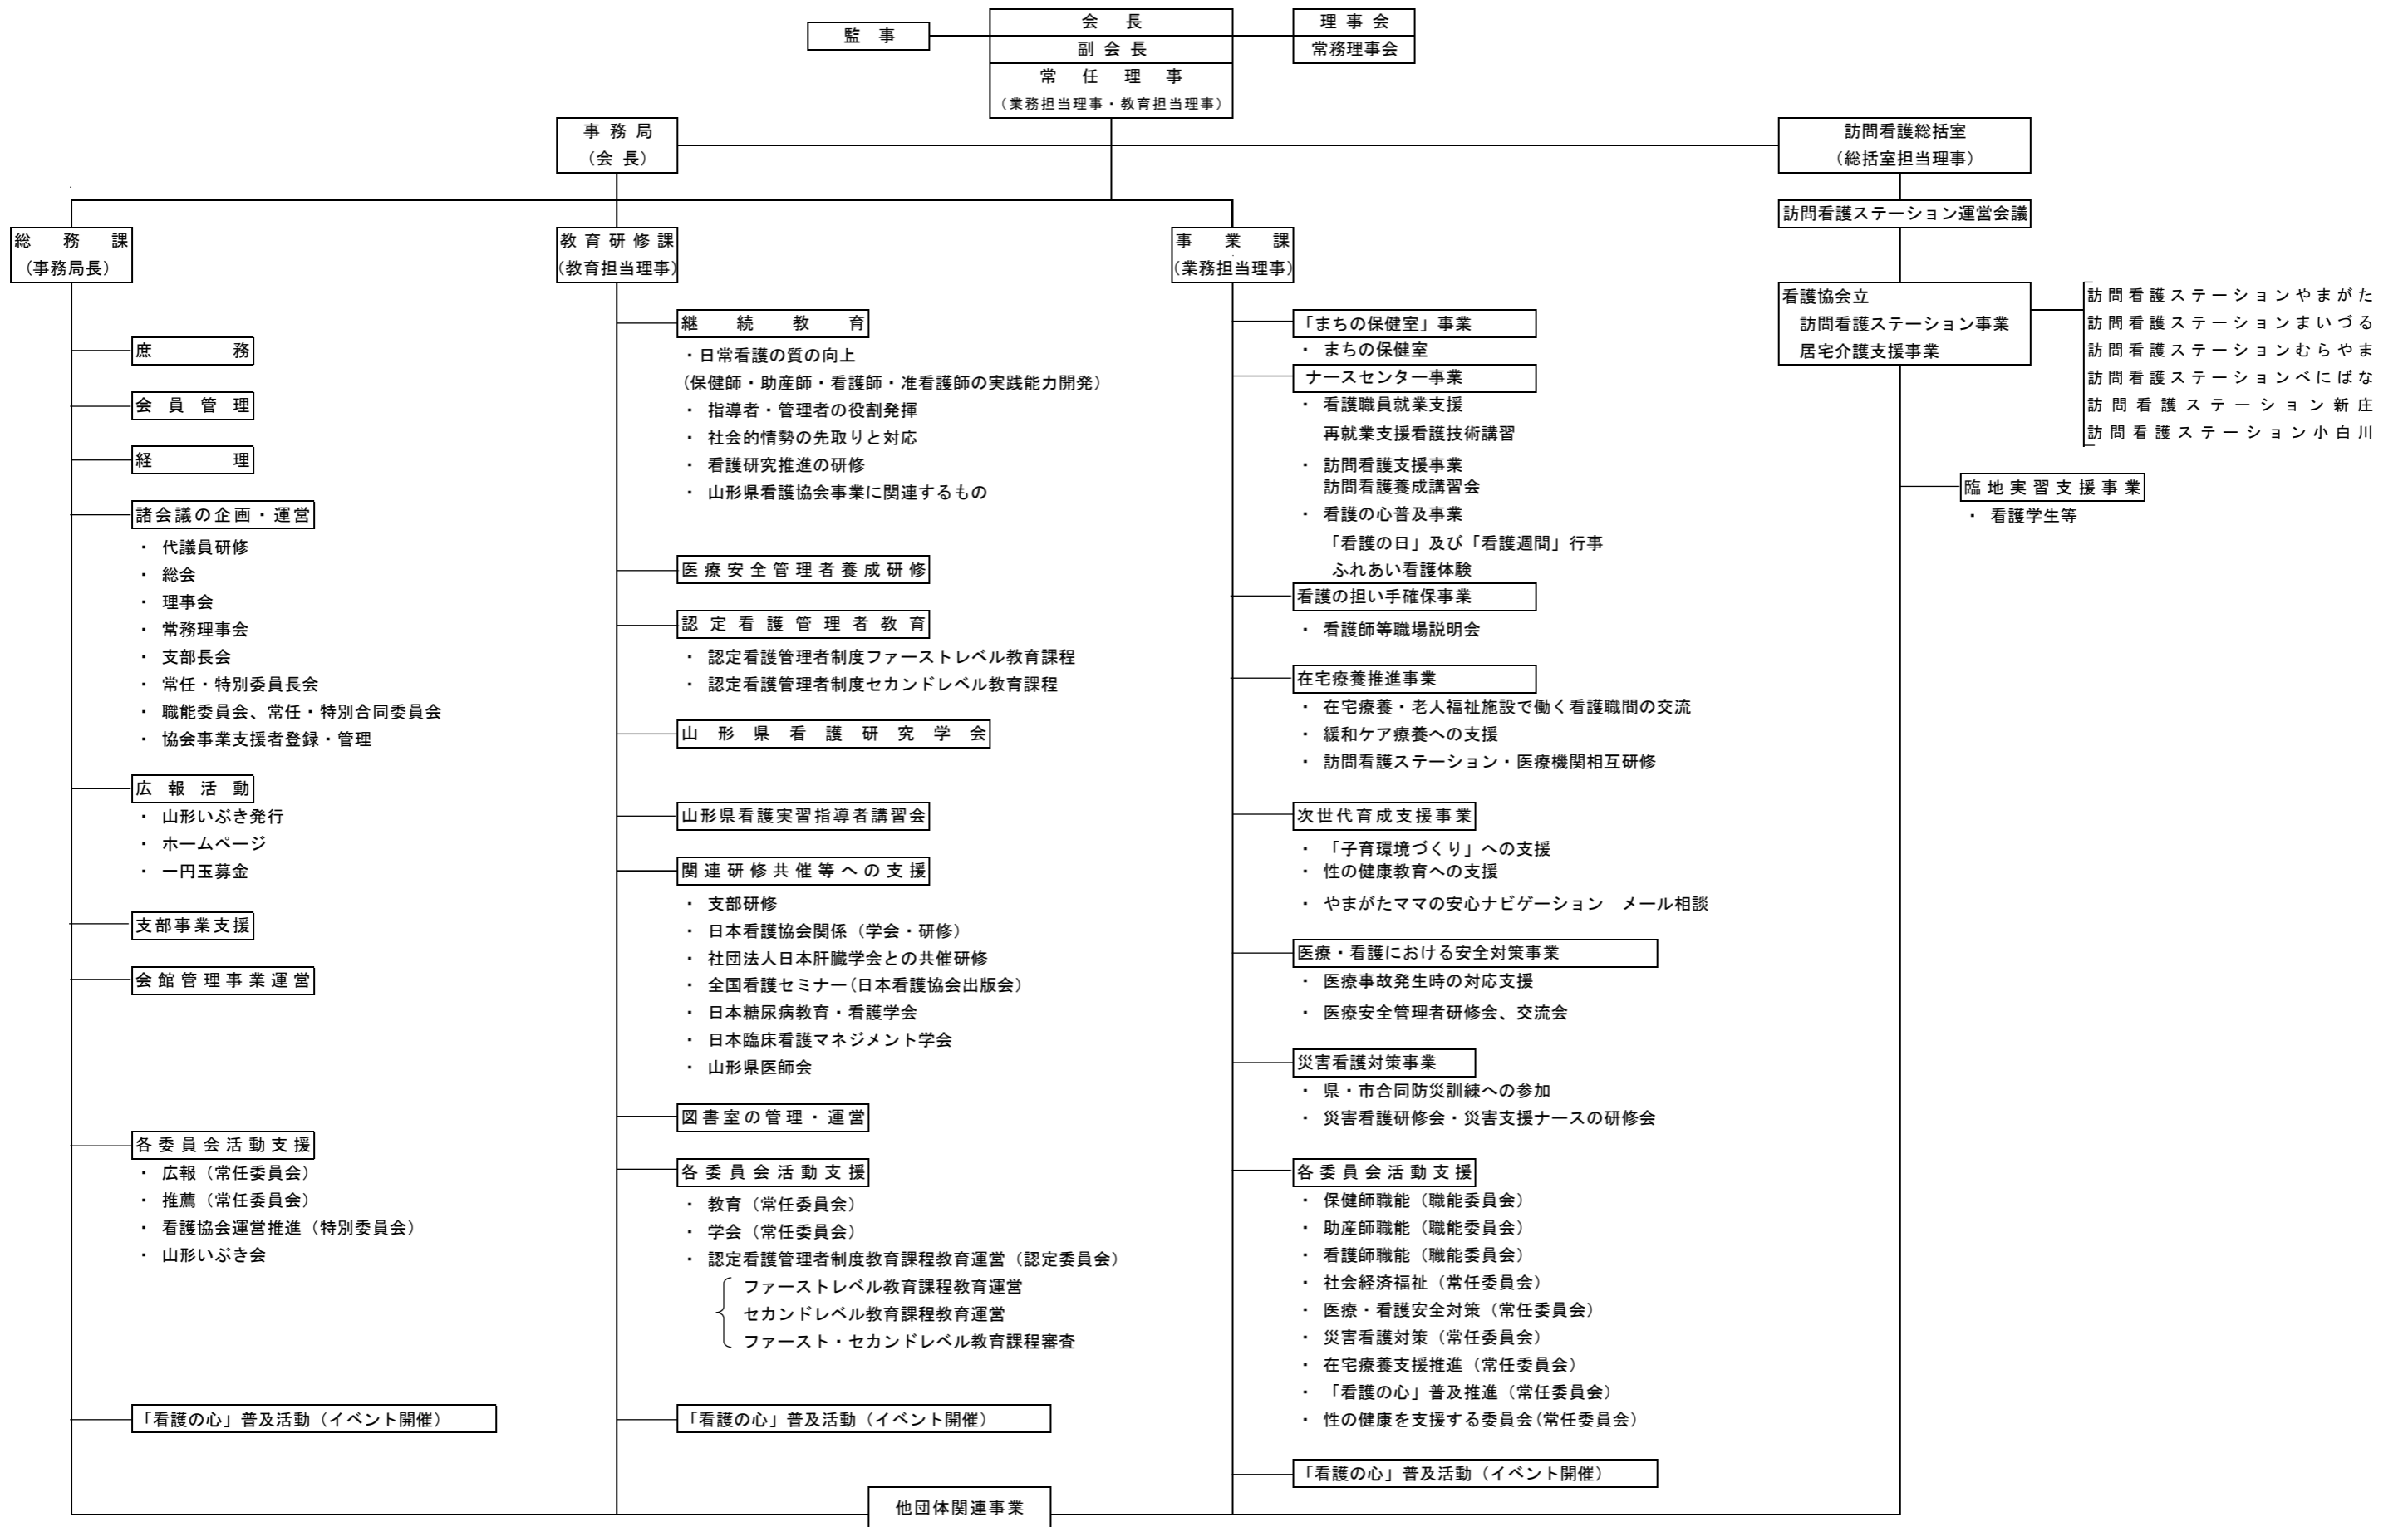 監事
会長
副会長
常任理事
（業務担当理事・教育担当理事）
理事会
常務理事会
事務局
（会長）
訪問看護総括室
（総括室担当理事）
訪問看護ステーション運営会議
総務課
（事務局長）
教育研修課
（教育担当理事）
事業課
（業務担当理事）
看護協会立
訪問看護ステーション事業
居宅介護支援事業
訪問看護ステーションやまがた
訪問看護ステーションまいづる
訪問看護ステーションむらやま
訪問看護ステーションべにばな
訪問看護ステーション新庄
訪問看護ステーション小白川
臨地実習支援事業
・ 看護学生等
庶務
会員管理
経理
諸会議の企画・運営
・ 代議員研修
・ 総会
・ 理事会
・ 常務理事会
・ 支部長会
・ 常任・特別委員長会
・ 職能委員会、常任・特別合同委員会
・ 協会事業支援者登録・管理
広報活動
・ 山形いぶき発行
・ ホームページ
・ 一円玉募金
支部事業支援
会館管理事業運営
各委員会活動支援
・ 広報（常任委員会）
・ 推薦（常任委員会）
・ 看護協会運営推進（特別委員会）
・ 山形いぶき会
「看護の心」普及活動（イベント開催）
継続教育
・日常看護の質の向上
（保健師・助産師・看護師・准看護師の実践能力開発）
・ 指導者・管理者の役割発揮
・ 社会的情勢の先取りと対応
・ 看護研究推進の研修
・ 山形県看護協会事業に関連するもの
医療安全管理者養成研修
認定看護管理者教育
・ 認定看護管理者制度ファーストレベル教育課程
・ 認定看護管理者制度セカンドレベル教育課程
山形県看護研究学会
山形県看護実習指導者講習会
関連研修共催等への支援
・ 支部研修
・ 日本看護協会関係（学会・研修）
・ 社団法人日本肝臓学会との共催研修
・ 全国看護セミナー（日本看護協会出版会）
・ 日本糖尿病教育・看護学会
・ 日本臨床看護マネジメント学会
・ 山形県医師会
図書室の管理・運営
各委員会活動支援
・ 教育（常任委員会）
・ 学会（常任委員会）
・ 認定看護管理者制度教育課程教育運営（認定委員会）
ファーストレベル教育課程教育運営
セカンドレベル教育課程教育運営
ファースト・セカンドレベル教育課程審査
「看護の心」普及活動（イベント開催）
「まちの保健室」事業
・ まちの保健室
ナースセンター事業
・ 看護職員就業支援
再就業支援看護技術講習
・ 訪問看護支援事業
訪問看護養成講習会
・ 看護の心普及事業
「看護の日」及び「看護週間」行事
ふれあい看護体験
看護の担い手確保事業
・ 看護師等職場説明会
在宅療養推進事業
・ 在宅療養・老人福祉施設で働く看護職間の交流
・ 緩和ケア療養への支援
・ 訪問看護ステーション・医療機関相互研修
次世代育成支援事業
・ 「子育環境づくり」への支援
・ 性の健康教育への支援
・ やまがたママの安心ナビゲーション　メール相談
医療・看護における安全対策事業
・ 医療事故発生時の対応支援
・ 医療安全管理者研修会、交流会
災害看護対策事業
・ 県・市合同防災訓練への参加
・ 災害看護研修会・災害支援ナースの研修会
各委員会活動支援
・ 保健師職能（職能委員会）
・ 助産師職能（職能委員会）
・ 看護師職能（職能委員会）
・ 社会経済福祉（常任委員会）
・ 医療・看護安全対策（常任委員会）
・ 災害看護対策（常任委員会）
・ 在宅療養支援推進（常任委員会）
・ 「看護の心」普及推進（常任委員会）
・ 性の健康を支援する委員会（常任委員会）
「看護の心」普及活動（イベント開催）
他団体関連事業